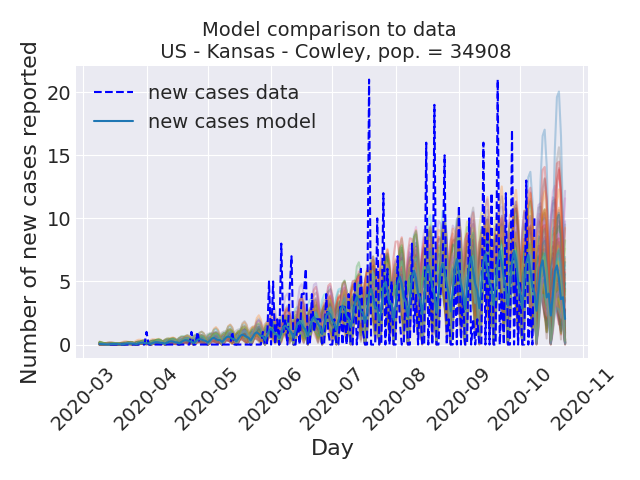 Model comparison to data
US - Kansas - Cowley, pop. = 34908
Number of new cases reported
new cases data
new cases model
20
15
10
5
0
2020-03
2020-04
2020-05
2020-06
2020-07
2020-08
2020-09
2020-10
2020-11
Day